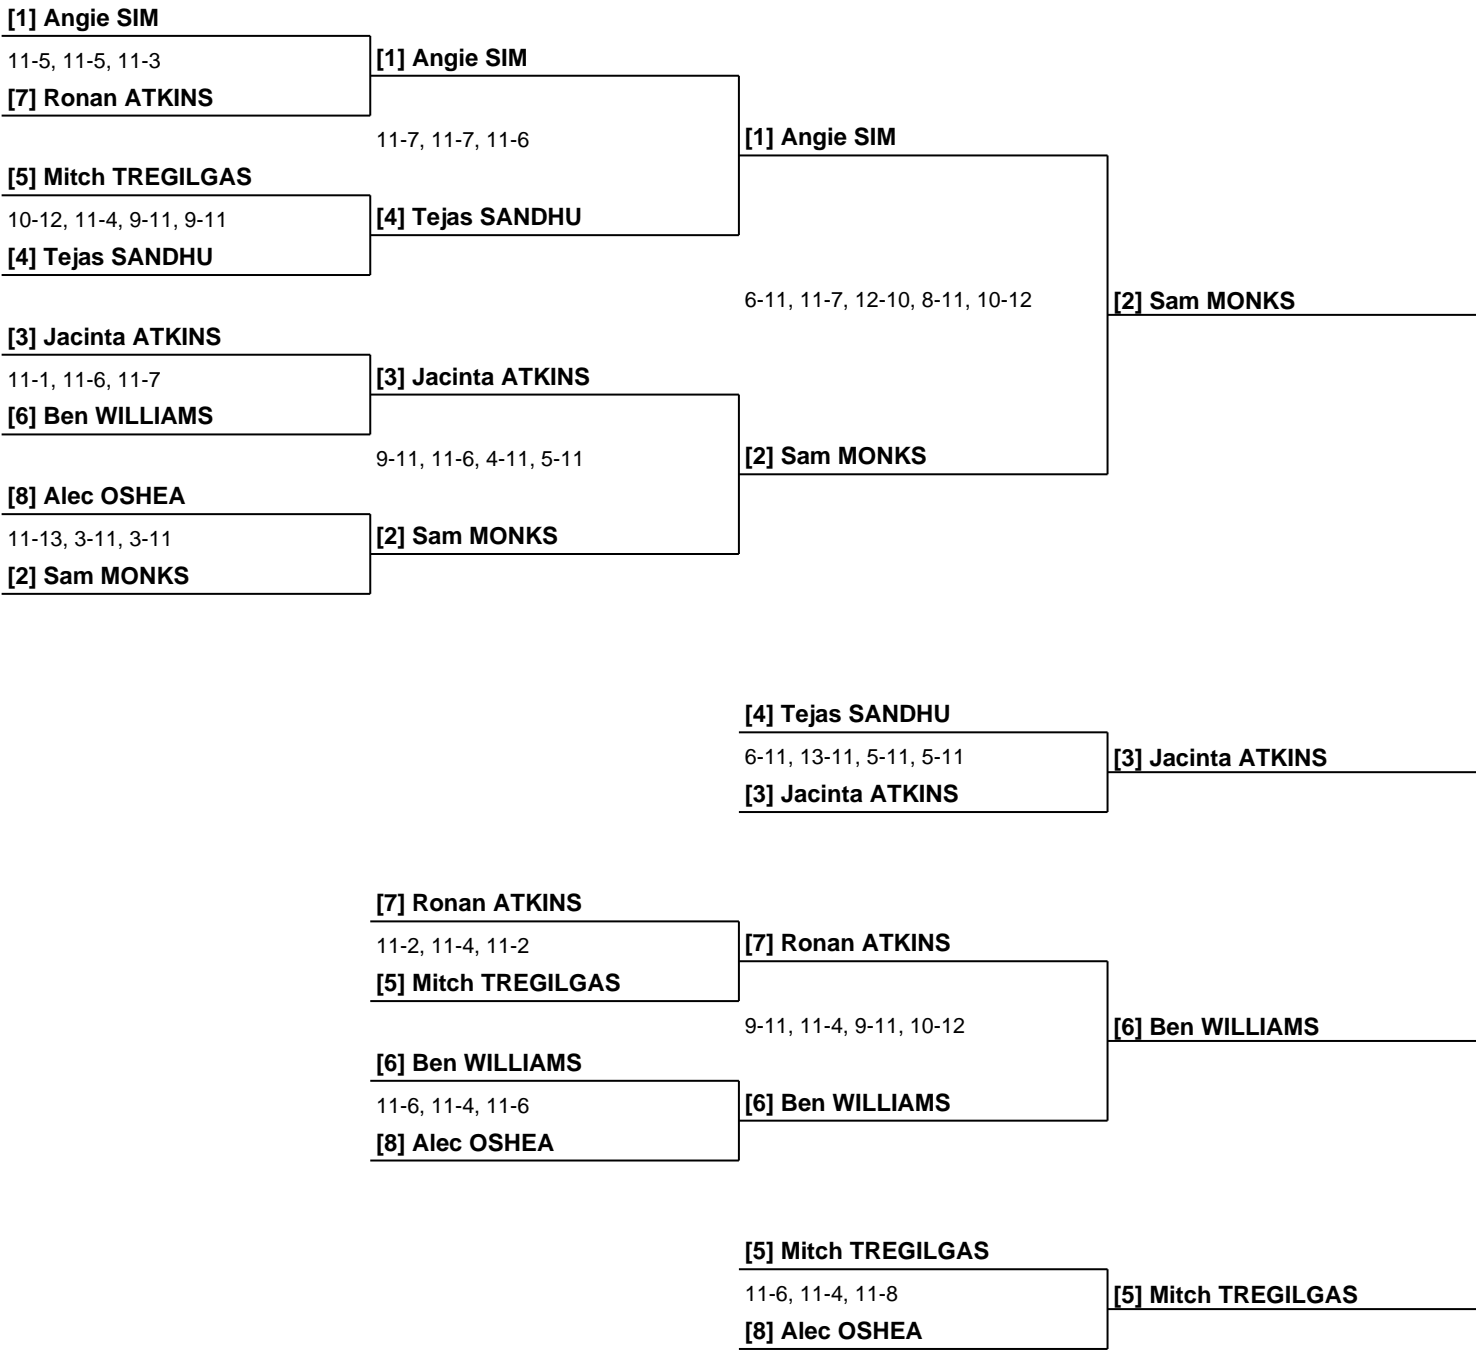 [1] Angie SIM
11-5, 11-5, 11-3
[1] Angie SIM
[7] Ronan ATKINS
11-7, 11-7, 11-6
[1] Angie SIM
[5] Mitch TREGILGAS
10-12, 11-4, 9-11, 9-11
[4] Tejas SANDHU
[4] Tejas SANDHU
6-11, 11-7, 12-10, 8-11, 10-12
[2] Sam MONKS
[3] Jacinta ATKINS
11-1, 11-6, 11-7
[3] Jacinta ATKINS
[6] Ben WILLIAMS
9-11, 11-6, 4-11, 5-11
[2] Sam MONKS
[8] Alec OSHEA
11-13, 3-11, 3-11
[2] Sam MONKS
[2] Sam MONKS
[4] Tejas SANDHU
6-11, 13-11, 5-11, 5-11
[3] Jacinta ATKINS
[3] Jacinta ATKINS
[7] Ronan ATKINS
11-2, 11-4, 11-2
[7] Ronan ATKINS
[5] Mitch TREGILGAS
9-11, 11-4, 9-11, 10-12
[6] Ben WILLIAMS
[6] Ben WILLIAMS
11-6, 11-4, 11-6
[6] Ben WILLIAMS
[8] Alec OSHEA
[5] Mitch TREGILGAS
11-6, 11-4, 11-8
[5] Mitch TREGILGAS
[8] Alec OSHEA